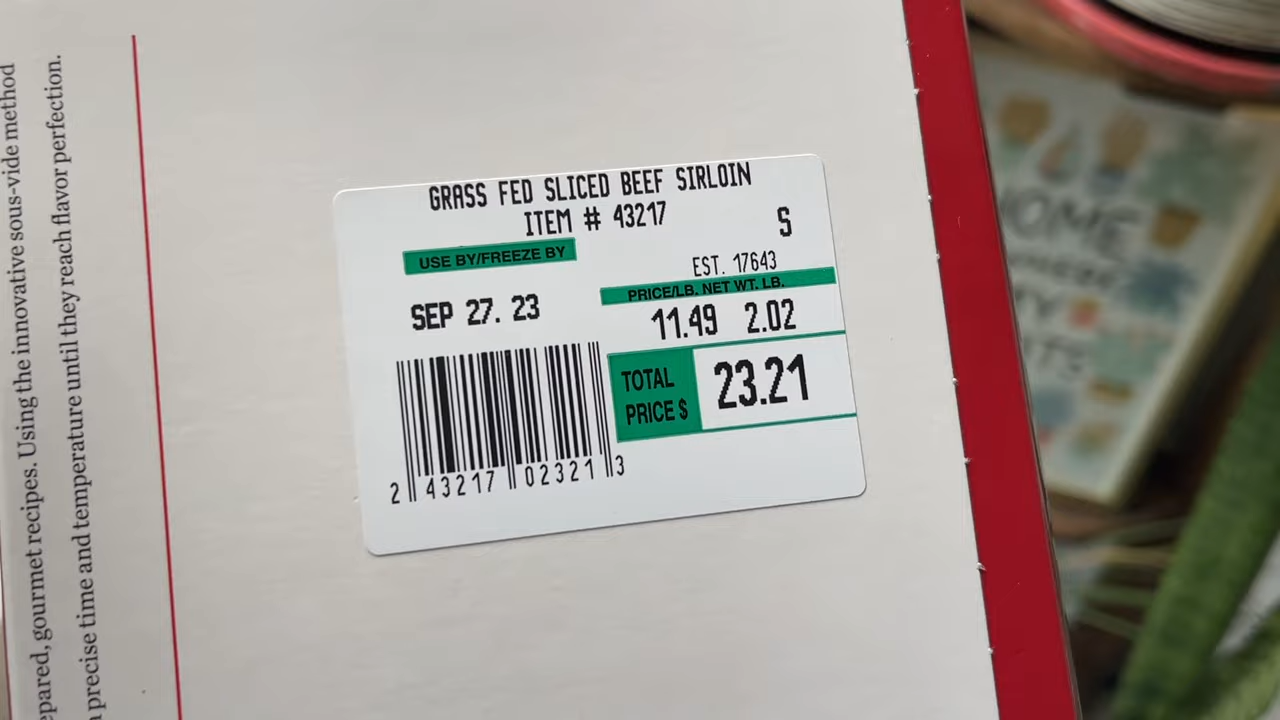 epared, gourmet recipes. Using the innovative sous-vide method
precise time and temperature until they reach flavor perfection.
GRASS FED SLICED BEEF SIRLOIN
ITEM # 43217
S
USE BY/FREEZE BY
EST. 17643
SEP 27. 23
PRICE/LB. NET WT. LB.
11.49 2.02
TOTAL
PRICE $
23.21
2 43217 02321 3
HOME